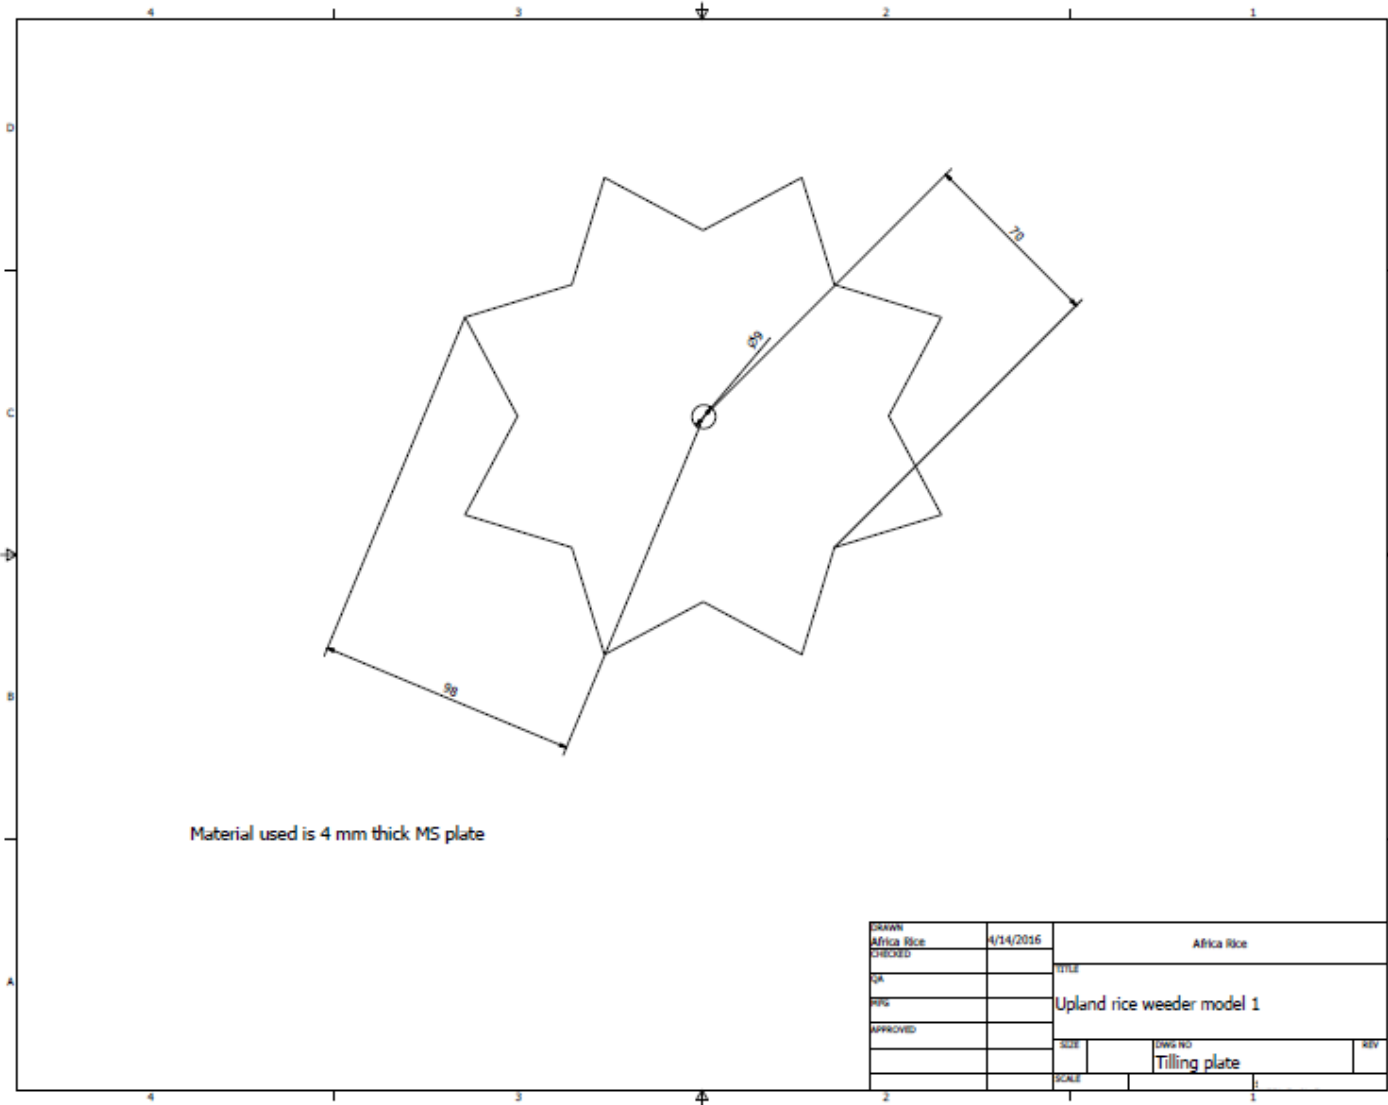 4 3 2 1
D
70
Ø9
C
98
B
Material used is 4 mm thick MS plate
A
DRAWN
Africa Rice 4/14/2016 Africa Rice
CHECKED
TITLE
QA
MFG
Upland rice weeder model 1
APPROVED
SIZE DWG NO REV
Tilling plate
SCALE
4 3 2 1